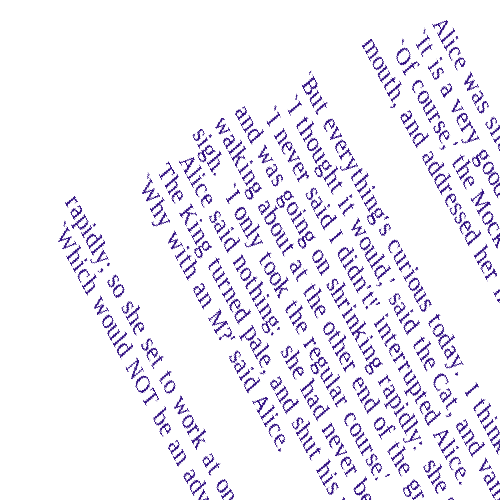 Alice was sh
`It is a very goo
`Of course,' the Mock
mouth, and addressed her
`But everything's curious today. I think
`I thought it would,' said the Cat, and va
`I never said I didn't!' interrupted Alice.
and was going on shrinking rapidly; she
walking about at the other end of the g
sigh. `I only took the regular course.'
Alice said nothing: she had never be
The King turned pale, and shut his
`Why with an M?' said Alice.
rapidly; so she set to work at on
`Which would NOT be an adv